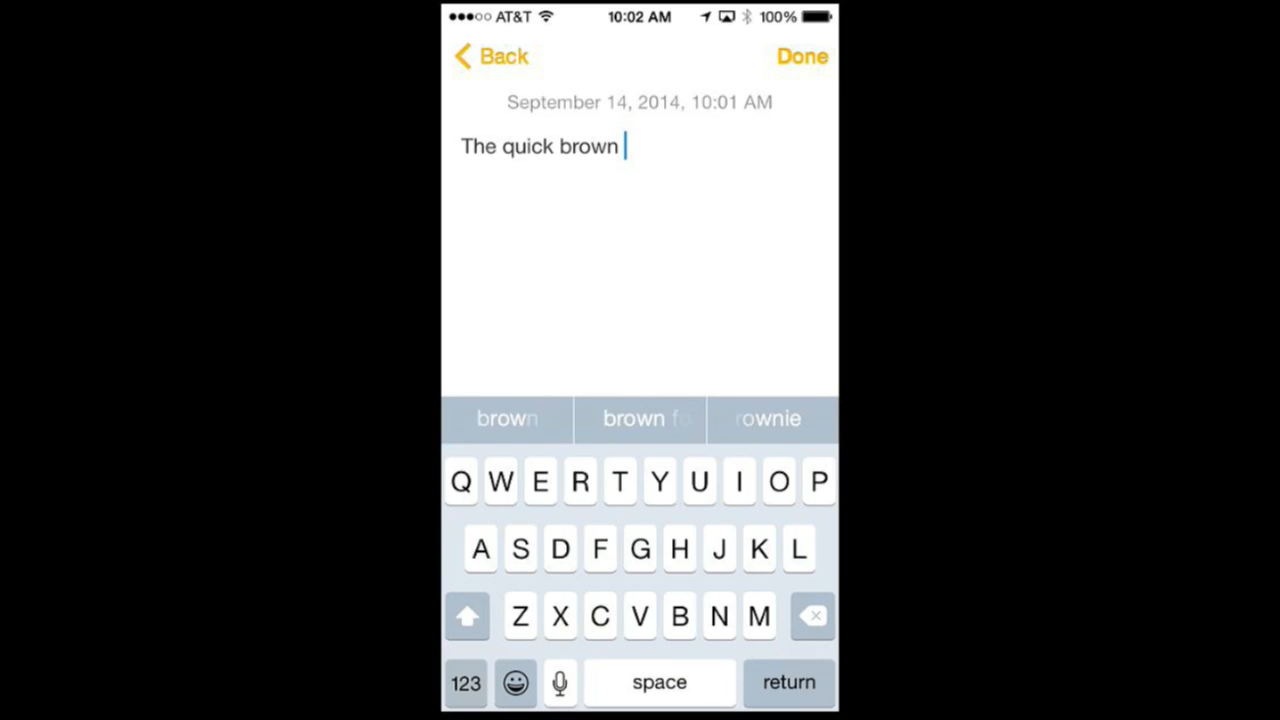 AT&T 10:02 AM 100%
Back Done
September 14, 2014, 10:01 AM
The quick brown
brown brown fo rownie
Q W E R T Y U I O P
A S D F G H J K L
Z X C V B N M
123 space return